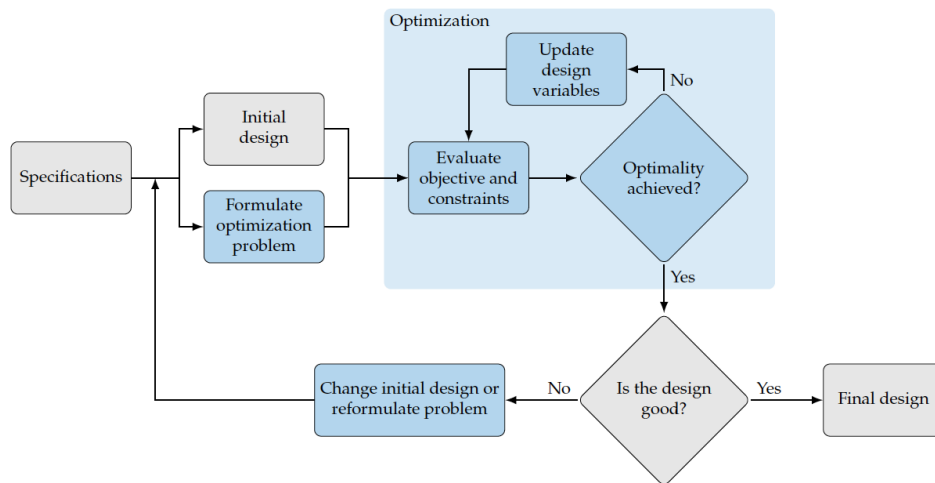 Optimization
Update
design
variables
No
Initial
design
Specifications
Evaluate
objective and
constraints
Optimality
achieved?
Formulate
optimization
problem
Yes
Change initial design or
reformulate problem
No
Is the design
good?
Yes
Final design